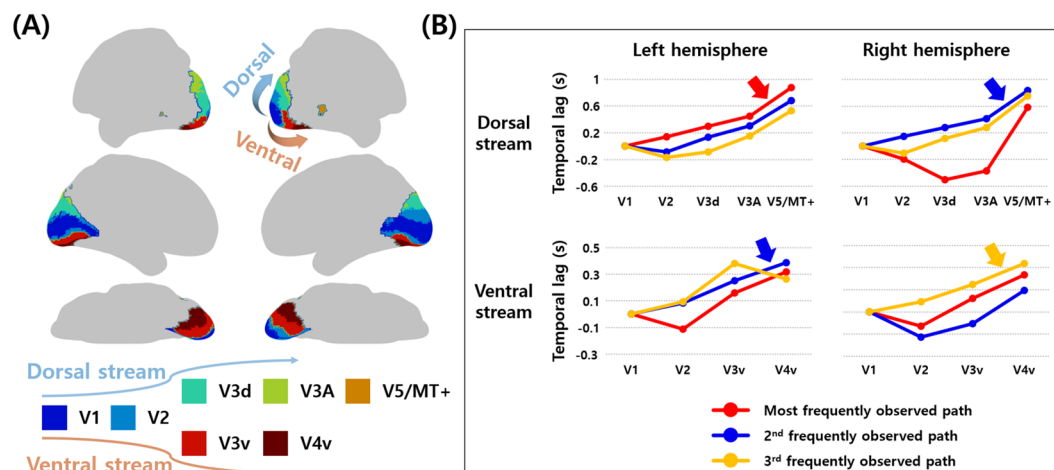 (A)
Dorsal
Ventral
Dorsal stream
V1
V2
V3d
V3A
V5/MT+
V3v
V4v
Ventral stream
(B)
Left hemisphere
Right hemisphere
Dorsal
stream
Temporal lag (s)
1
0.6
0.2
-0.2
-0.6
V1 V2 V3d V3A V5/MT+
V1 V2 V3d V3A V5/MT+
Ventral
stream
Temporal lag (s)
0.5
0.3
0.1
-0.1
-0.3
V1 V2 V3v V4v
V1 V2 V3v V4v
Most frequently observed path
2nd frequently observed path
3rd frequently observed path